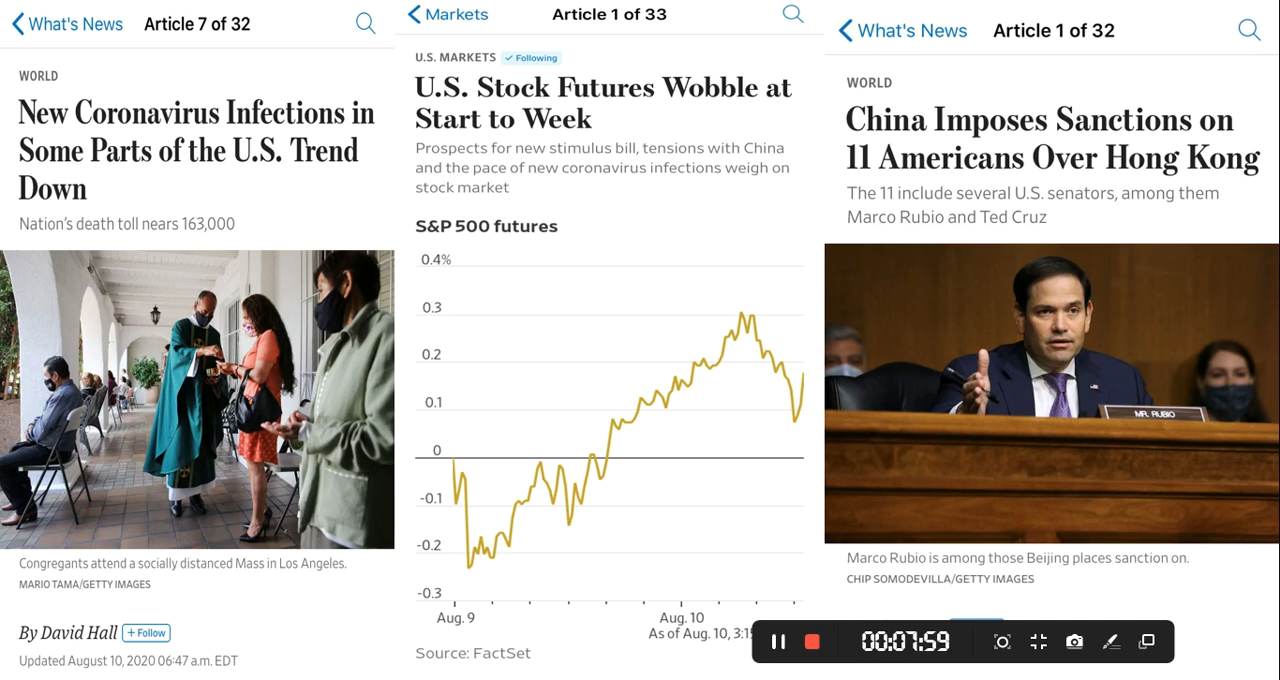 What's News
Article 7 of 32
WORLD
New Coronavirus Infections in
Some Parts of the U.S. Trend
Down
Nation's death toll nears 163,000
Congregants attend a socially distanced Mass in Los Angeles.
MARIO TAMA/GETTY IMAGES
By David Hall
+ Follow
Updated August 10, 2020 06:47 a.m. EDT
Markets
Article 1 of 33
U.S. MARKETS
Following
U.S. Stock Futures Wobble at
Start to Week
Prospects for new stimulus bill, tensions with China
and the pace of new coronavirus infections weigh on
stock market
S&P 500 futures
0.4%
0.3
0.2
0.1
0
-0.1
-0.2
-0.3
Aug. 9
Aug. 10
As of Aug. 10, 3:1
Source: FactSet
What's News
Article 1 of 32
WORLD
China Imposes Sanctions on
11 Americans Over Hong Kong
The 11 include several U.S. senators, among them
Marco Rubio and Ted Cruz
MR. RUBIO
Marco Rubio is among those Beijing places sanction on.
CHIP SOMODEVILLA/GETTY IMAGES
00:07:59